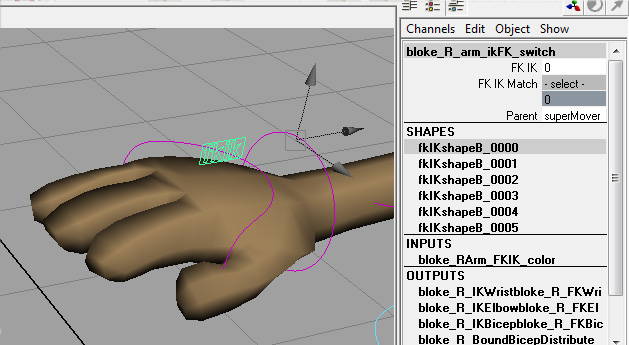 Channels Edit Object Show
bloke_R_arm_ikFK_switch
FK IK 0
FK IK Match - select -
0
Parent superMover
SHAPES
fkIKshapeB_0000
fkIKshapeB_0001
fkIKshapeB_0002
fkIKshapeB_0003
fkIKshapeB_0004
fkIKshapeB_0005
INPUTS
bloke_RArm_FKIK_color
OUTPUTS
bloke_R_IKWristbloke_R_FKWri
bloke_R_IKElbowbloke_R_FKEl
bloke_R_IKBicepbloke_R_FKBic
bloke_R_BoundBicepDistribute